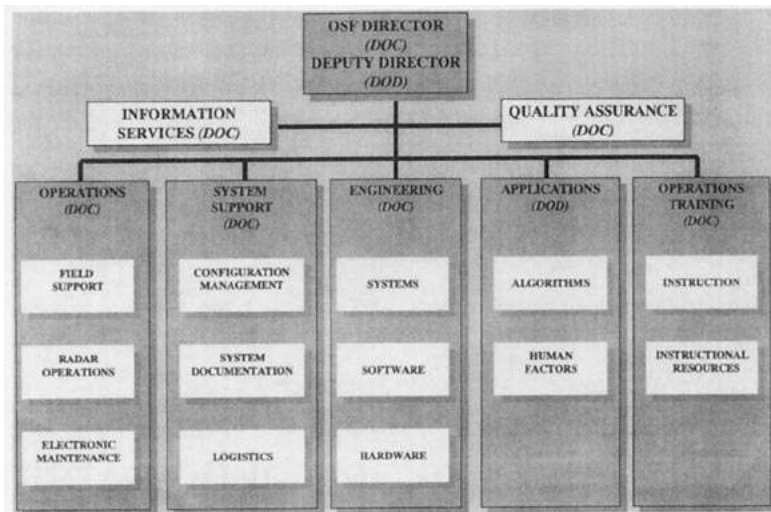 OSF DIRECTOR
(DOC)
DEPUTY DIRECTOR
(DOD)
INFORMATION
SERVICES (DOC)
QUALITY ASSURANCE
(DOC)
OPERATIONS
(DOC)
FIELD
SUPPORT
RADAR
OPERATIONS
ELECTRONIC
MAINTENANCE
SYSTEM
SUPPORT
(DOC)
CONFIGURATION
MANAGEMENT
SYSTEM
DOCUMENTATION
LOGISTICS
ENGINEERING
(DOC)
SYSTEMS
SOFTWARE
HARDWARE
APPLICATIONS
(DOD)
ALGORITHMS
HUMAN
FACTORS
OPERATIONS
TRAINING
(DOC)
INSTRUCTION
INSTRUCTIONAL
RESOURCES